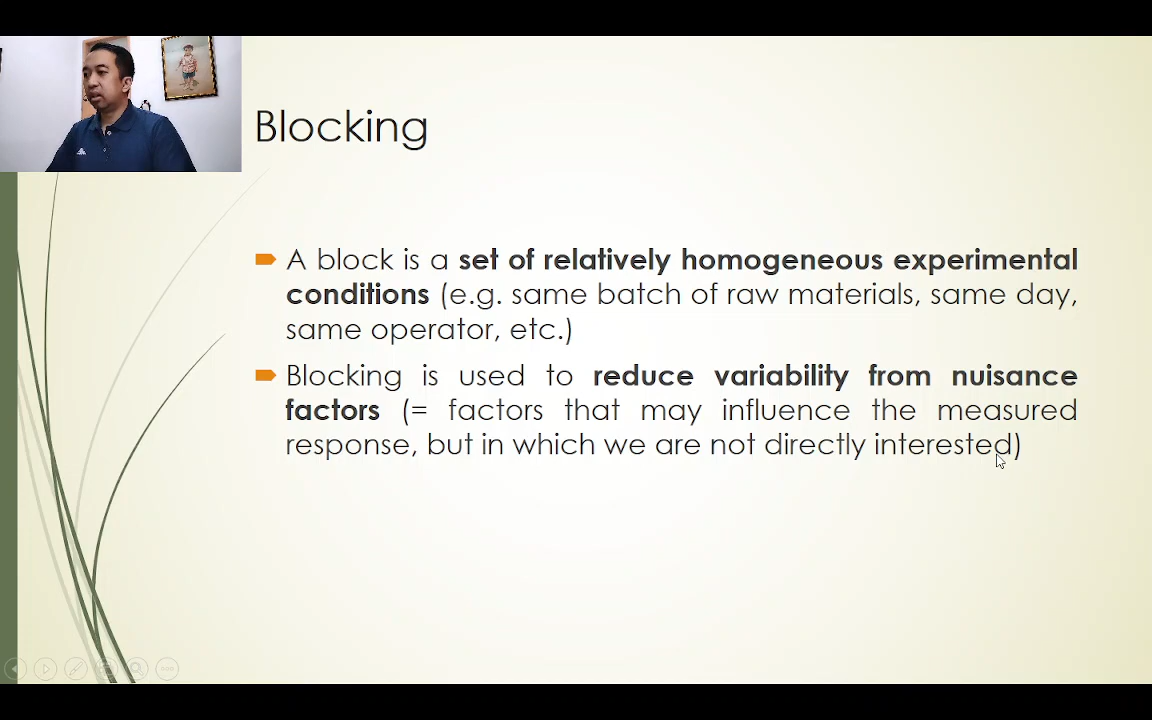 Blocking
A block is a set of relatively homogeneous experimental
conditions (e.g. same batch of raw materials, same day,
same operator, etc.)
Blocking is used to reduce variability from nuisance
factors (= factors that may influence the measured
response, but in which we are not directly interested)